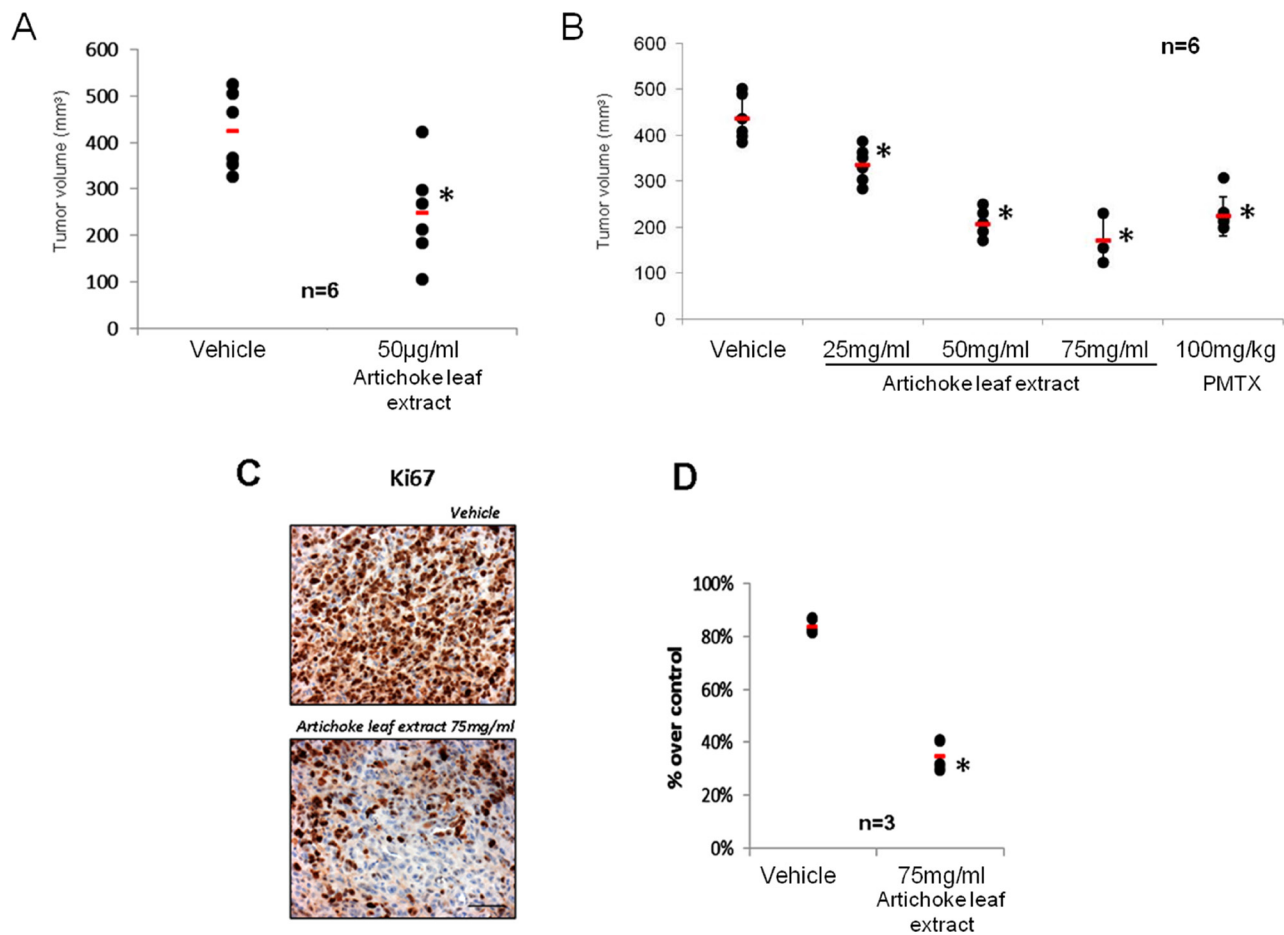 A
600
500
400
300
200
100
0
Tumor volume (mm³)
n=6
*
Vehicle
50µg/ml
Artichoke leaf
extract
B
600
500
400
300
200
100
0
Tumor volume (mm³)
n=6
*
*
*
*
Vehicle
25mg/ml
50mg/ml
75mg/ml
100mg/kg
Artichoke leaf extract
PMTX
C
Ki67
Vehicle
Artichoke leaf extract 75mg/ml
D
100%
80%
60%
40%
20%
0%
% over control
*
n=3
Vehicle
75mg/ml
Artichoke leaf
extract